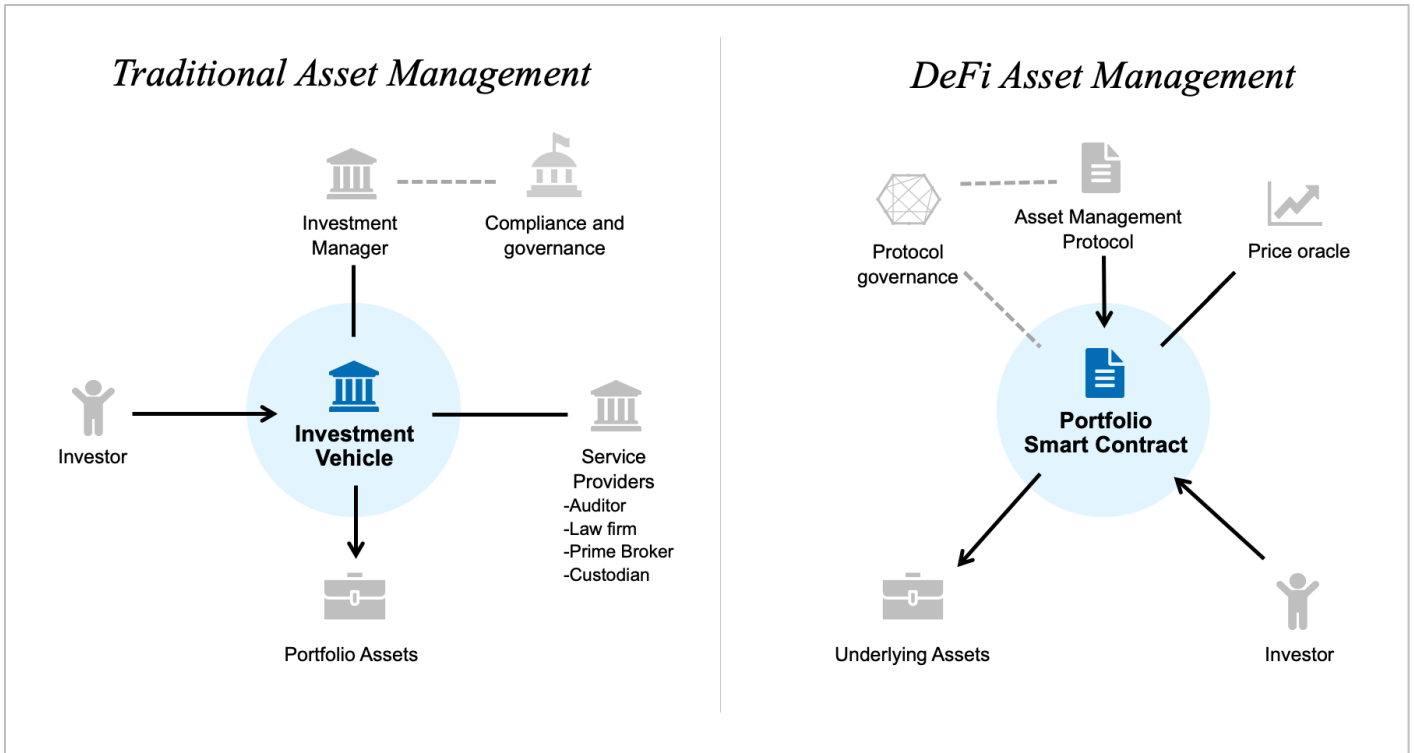 Traditional Asset Management
Investment
Manager
Compliance and
governance
Investor
Investment
Vehicle
Service
Providers
-Auditor
-Law firm
-Prime Broker
-Custodian
Portfolio Assets
DeFi Asset Management
Protocol
governance
Asset Management
Protocol
Price oracle
Portfolio
Smart Contract
Underlying Assets
Investor